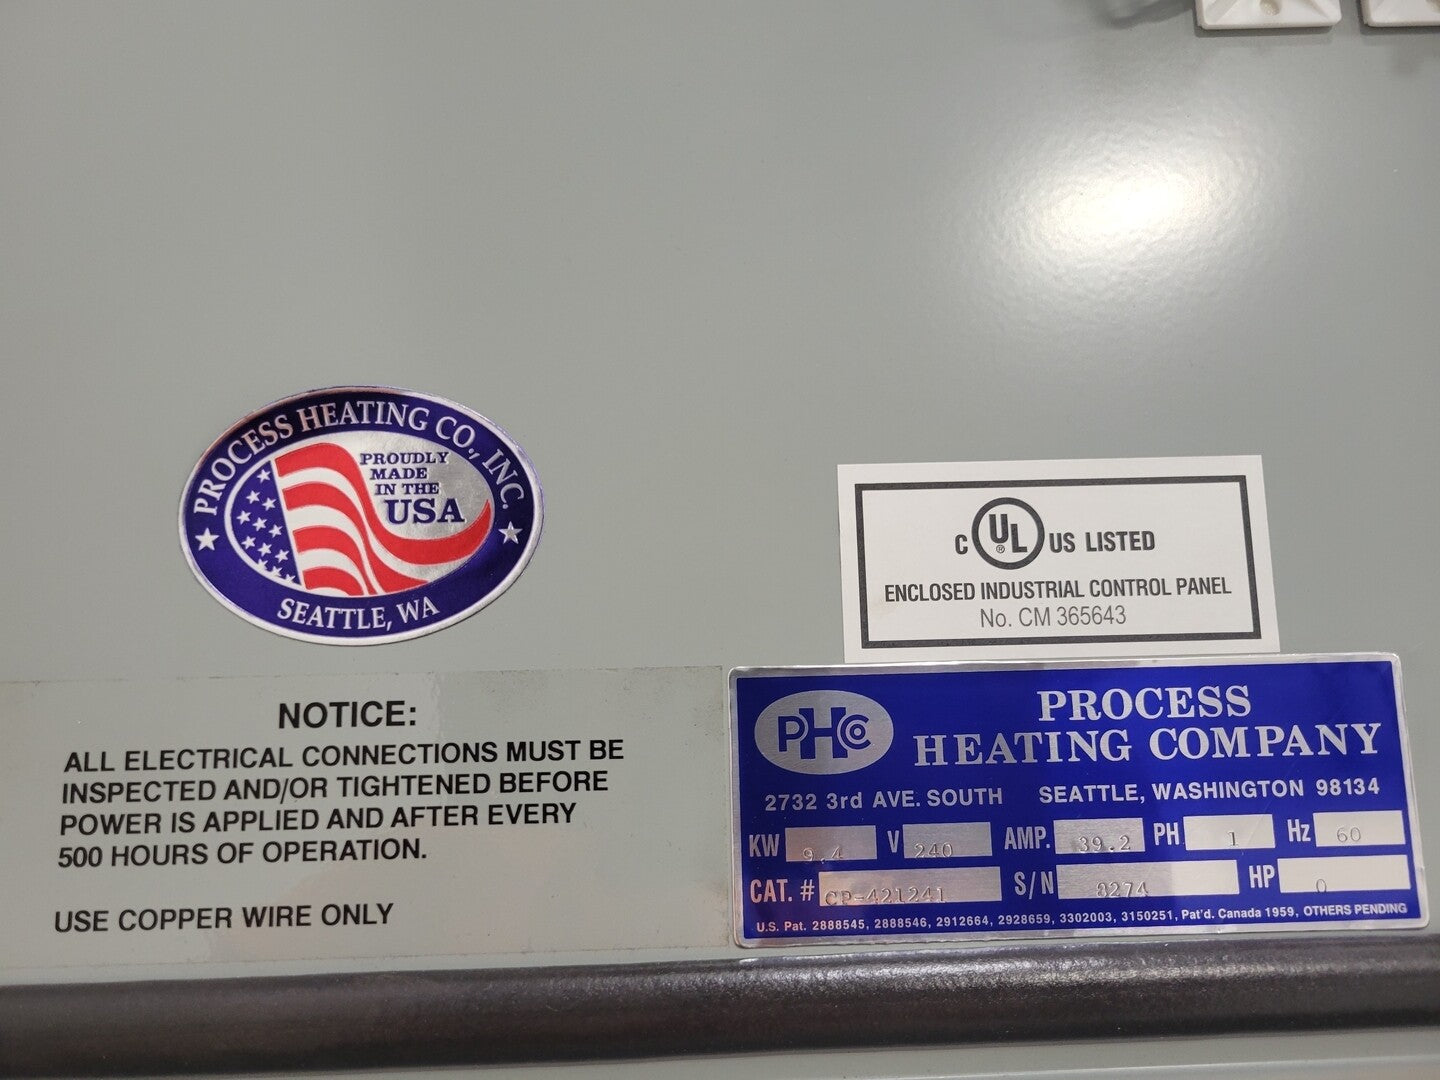 PROCESS HEATING CO., INC.
PROUDLY
MADE
IN THE
USA
SEATTLE, WA
C UL ® US LISTED
ENCLOSED INDUSTRIAL CONTROL PANEL
No. CM 365643
NOTICE:
ALL ELECTRICAL CONNECTIONS MUST BE
INSPECTED AND/OR TIGHTENED BEFORE
POWER IS APPLIED AND AFTER EVERY
500 HOURS OF OPERATION.
USE COPPER WIRE ONLY
PHCo
PROCESS
HEATING COMPANY
2732 3rd AVE. SOUTH SEATTLE, WASHINGTON 98134
KW 9.4 V 240 AMP. 39.2 PH 1 Hz 60
CAT. # CP-421241 S/N 8274 HP 0
U.S. Pat. 2888545, 2888546, 2912664, 2928659, 3302003, 3150251, Pat'd. Canada 1959, OTHERS PENDING